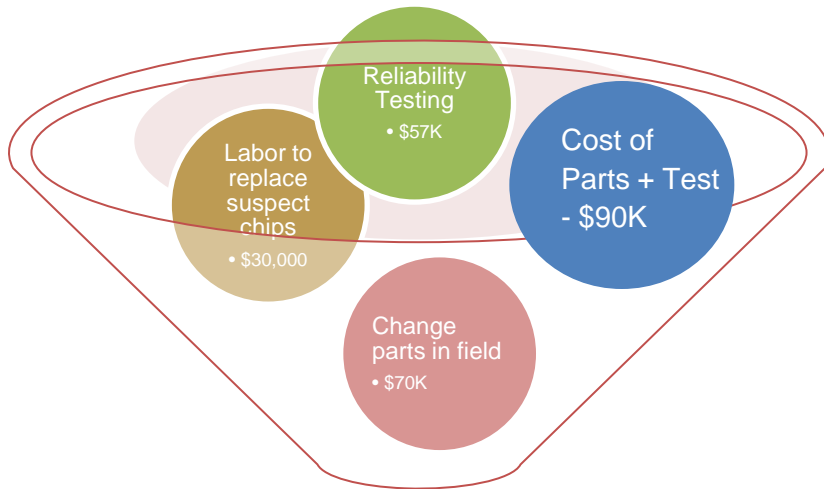 Reliability
Testing
• $57K
Labor to
replace
suspect
chips
• $30,000
Cost of
Parts + Test
- $90K
Change
parts in field
• $70K